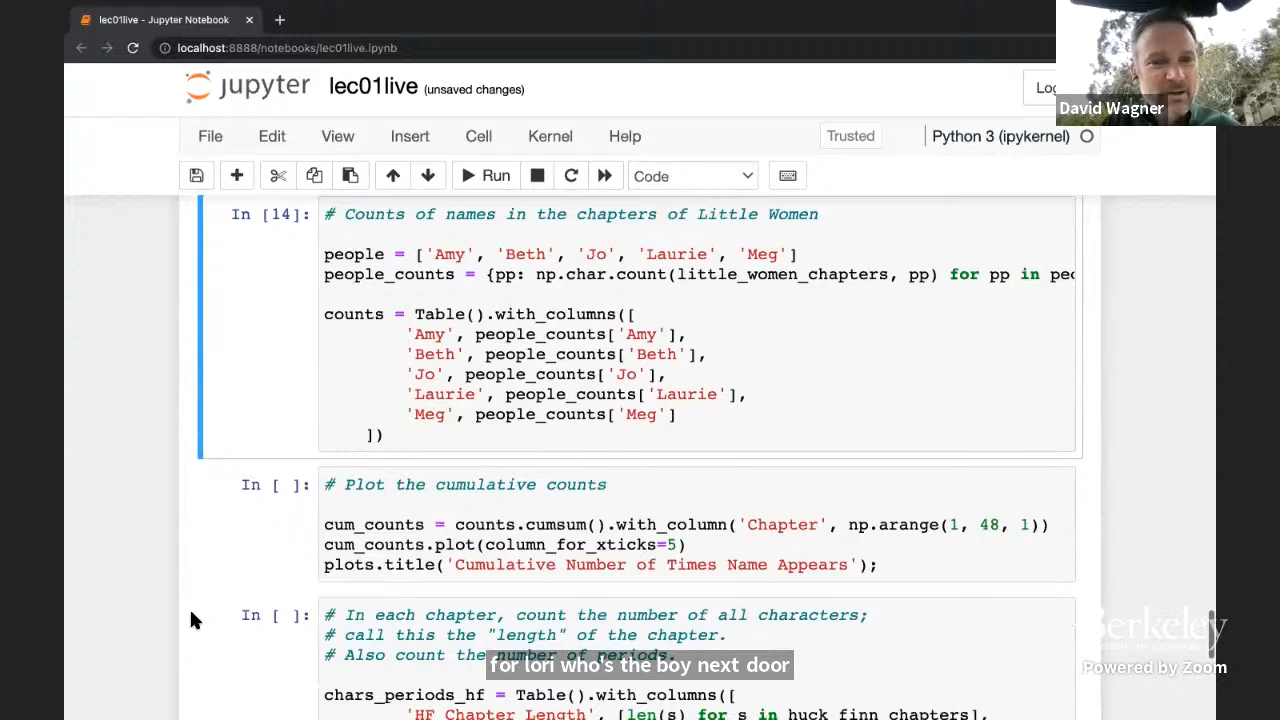 lec01live - Jupyter Notebook
localhost:8888/notebooks/lec01live.ipynb
jupyter lec01live (unsaved changes)
David Wagner
File Edit View Insert Cell Kernel Help Trusted Python 3 (ipykernel)
Run Code
In [14]: # Counts of names in the chapters of Little Women
people = ['Amy', 'Beth', 'Jo', 'Laurie', 'Meg']
people_counts = {pp: np.char.count(little_women_chapters, pp) for pp in peo
counts = Table().with_columns([
'Amy', people_counts['Amy'],
'Beth', people_counts['Beth'],
'Jo', people_counts['Jo'],
'Laurie', people_counts['Laurie'],
'Meg', people_counts['Meg']
])
In [ ]: # Plot the cumulative counts
cum_counts = counts.cumsum().with_column('Chapter', np.arange(1, 48, 1))
cum_counts.plot(column_for_xticks=5)
plots.title('Cumulative Number of Times Name Appears');
In [ ]: # In each chapter, count the number of all characters;
# call this the "length" of the chapter.
# Also count the number of periods.
for lori who's the boy next door
Berkeley
Powered by Zoom
chars_periods_hf = Table().with_columns([
'HF Chapter Length', [len(s) for s in huck_finn_chapters],